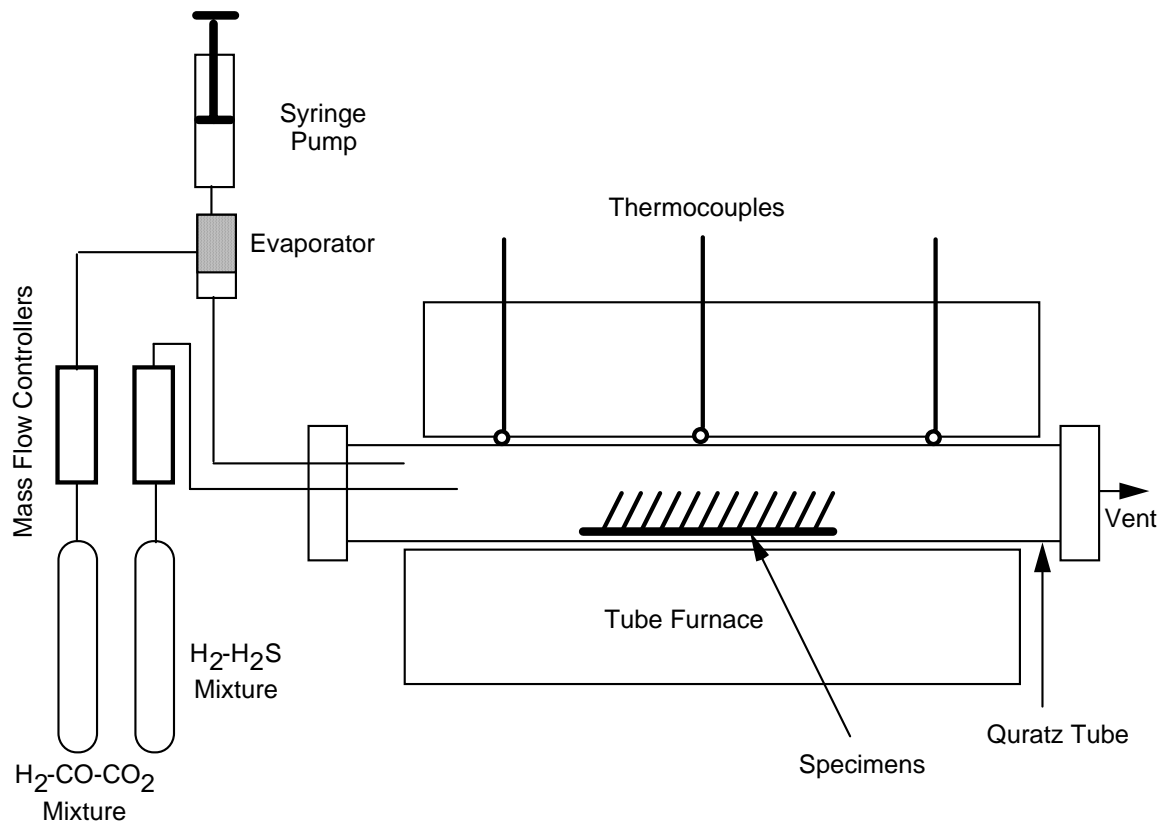 Syringe
Pump
Evaporator
Thermocouples
Mass Flow Controllers
Vent
Tube Furnace
H2-H2S
Mixture
Quratz Tube
Specimens
H2-CO-CO2
Mixture